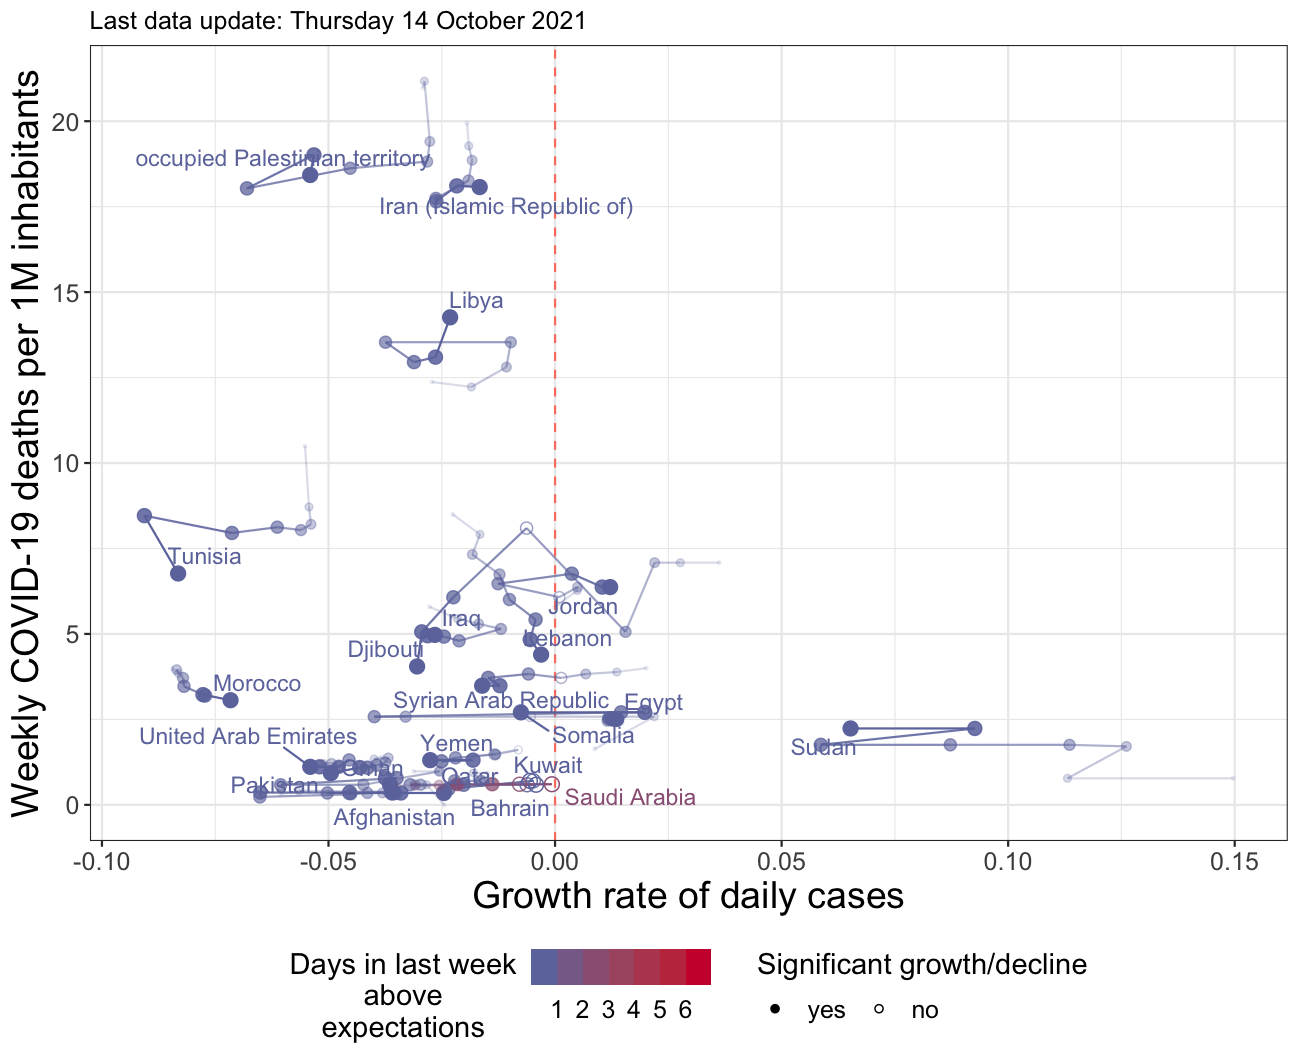 Last data update: Thursday 14 October 2021
Weekly COVID-19 deaths per 1M inhabitants
20
15
10
5
0
occupied Palestinian territory
Iran (Islamic Republic of)
Libya
Tunisia
Jordan
Iraq
Lebanon
Djibouti
Morocco
Syrian Arab Republic
Egypt
United Arab Emirates
Yemen
Somalia
Sudan
Kuwait
Oman
Qatar
Pakistan
Saudi Arabia
Bahrain
Afghanistan
-0.10
-0.05
0.00
0.05
0.10
0.15
Growth rate of daily cases
Days in last week
above
expectations
1 2 3 4 5 6
Significant growth/decline
yes
no